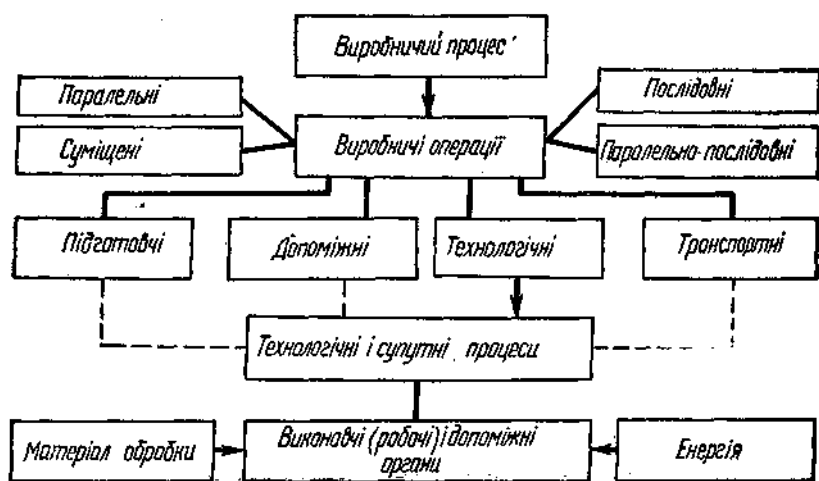 Виробничий процес
Паралельні
Послідовні
Суміщені
Виробничі операції
Паралельно-послідовні
Підготовчі
Допоміжні
Технологічні
Транспортні
Технологічні і супутні процеси
Матеріал обробки
Виконавчі (робочі) і допоміжні
органи
Енергія